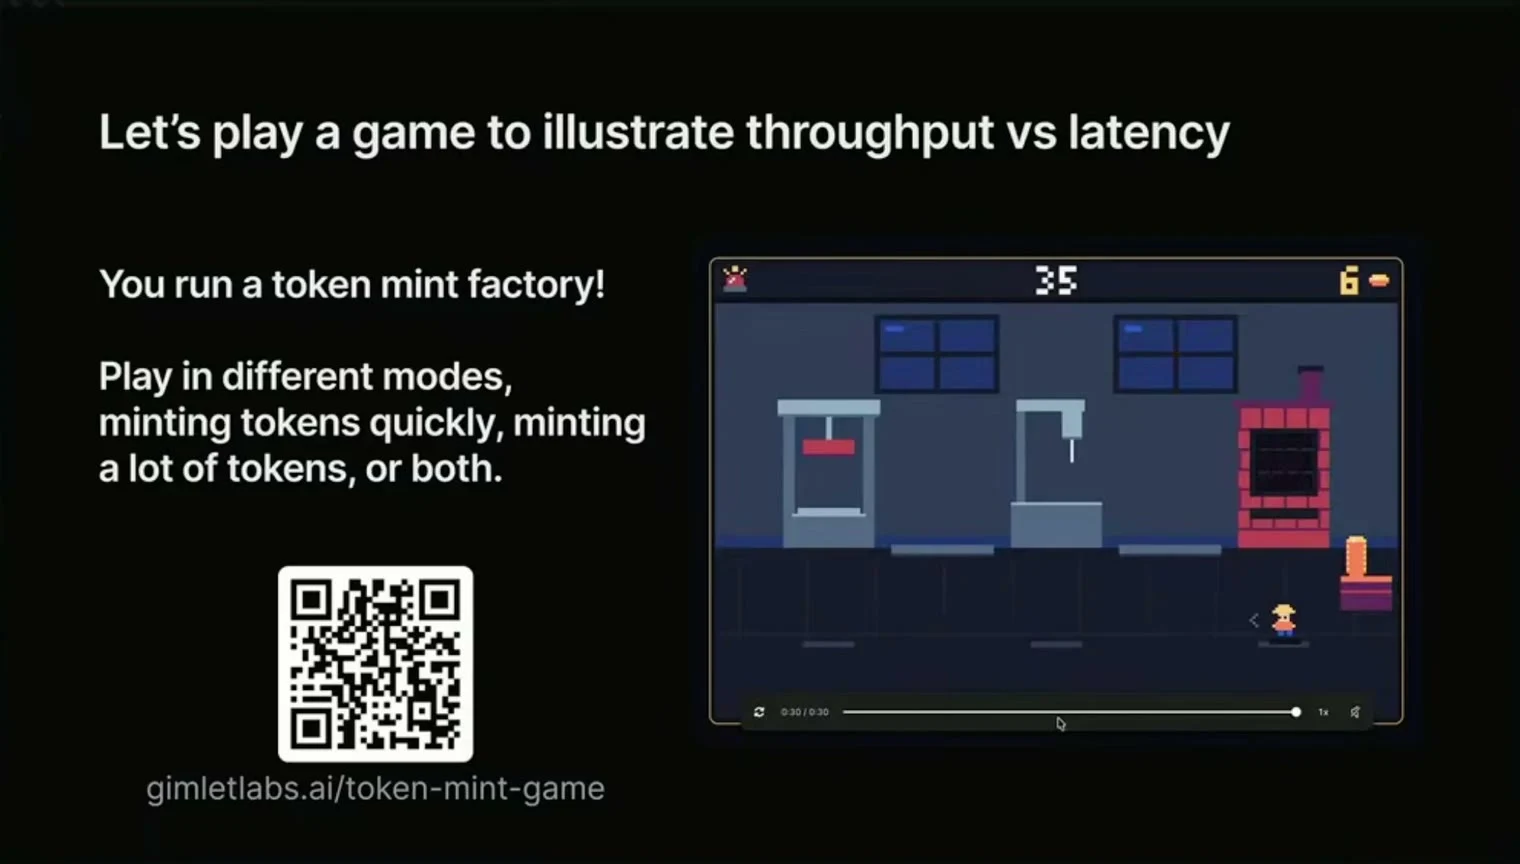 Let's play a game to illustrate throughput vs latency
You run a token mint factory!
Play in different modes,
minting tokens quickly, minting
a lot of tokens, or both.
gimletlabs.ai/token-mint-game
35
6
0:30 / 0:30
1x